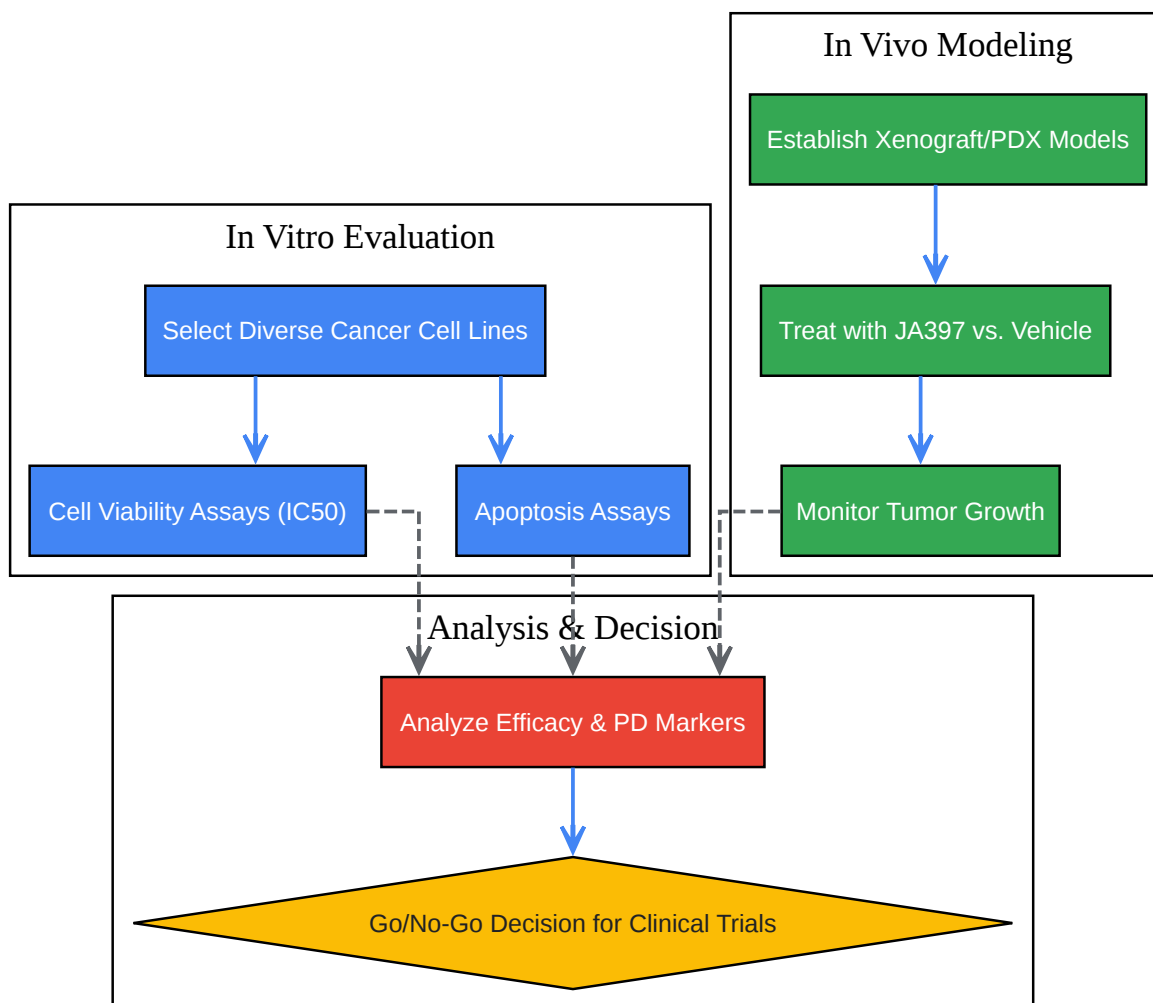 In Vivo Modeling
Establish Xenograft/PDX Models
In Vitro Evaluation
Select Diverse Cancer Cell Lines
Treat with JA397 vs. Vehicle
Cell Viability Assays (IC50)
Apoptosis Assays
Monitor Tumor Growth
Analysis & Decision
Analyze Efficacy & PD Markers
Go/No-Go Decision for Clinical Trials